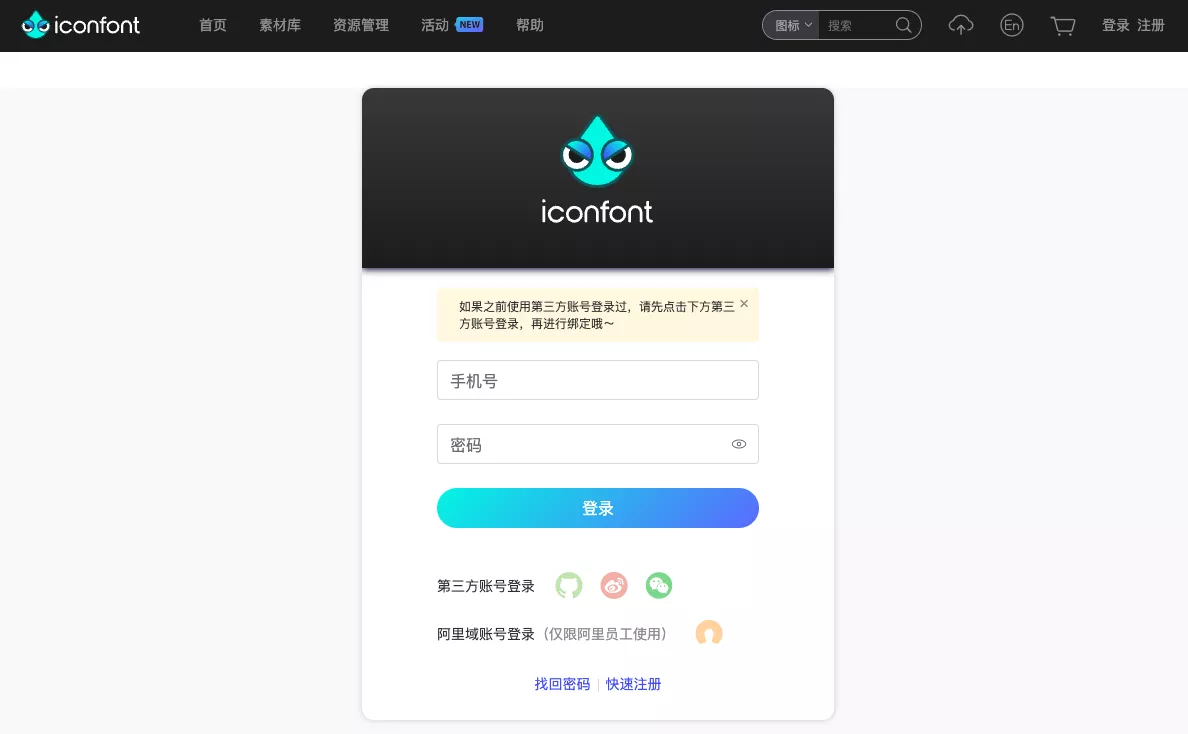 iconfont 首页 素材库 资源管理 活动 NEW 帮助 图标 搜索 En 登录 注册
iconfont
如果之前使用第三方账号登录过，请先点击下方第三
方账号登录，再进行绑定哦～
手机号
密码
登录
第三方账号登录
阿里域账号登录（仅限阿里员工使用）
找回密码 快速注册